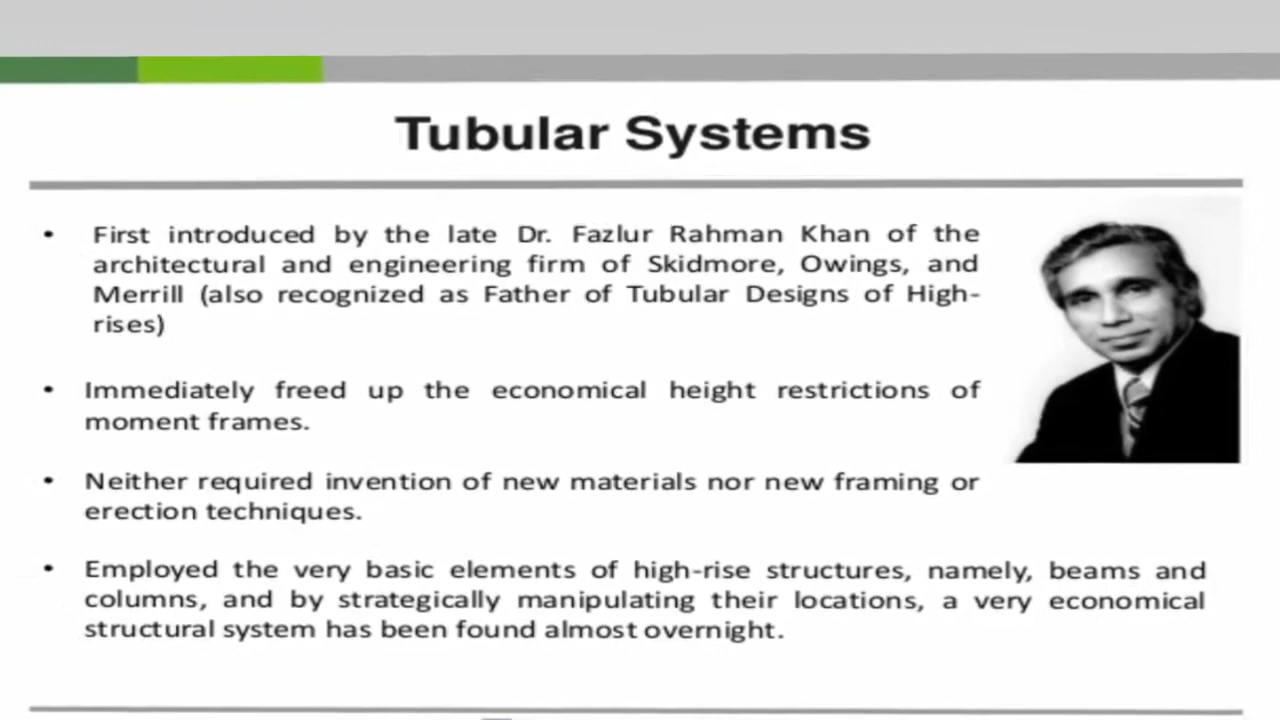 Tubular Systems
• First introduced by the late Dr. Fazlur Rahman Khan of the
architectural and engineering firm of Skidmore, Owings, and
Merrill (also recognized as Father of Tubular Designs of High-
rises)
• Immediately freed up the economical height restrictions of
moment frames.
• Neither required invention of new materials nor new framing or
erection techniques.
• Employed the very basic elements of high-rise structures, namely, beams and
columns, and by strategically manipulating their locations, a very economical
structural system has been found almost overnight.